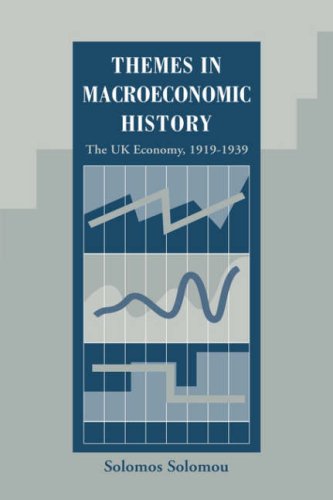 THEMES IN
MACROECONOMIC
HISTORY
The UK Economy, 1919-1939
Solomos Solomou